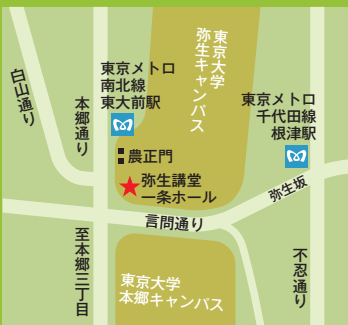 東京大学
弥生キャンパス
白山通り
東京メトロ
南北線
東大前駅
本郷通り
東京メトロ
千代田線
根津駅
農正門
弥生講堂
一条ホール
弥生坂
言問通り
至本郷三丁目
不忍通り
東京大学
本郷キャンパス